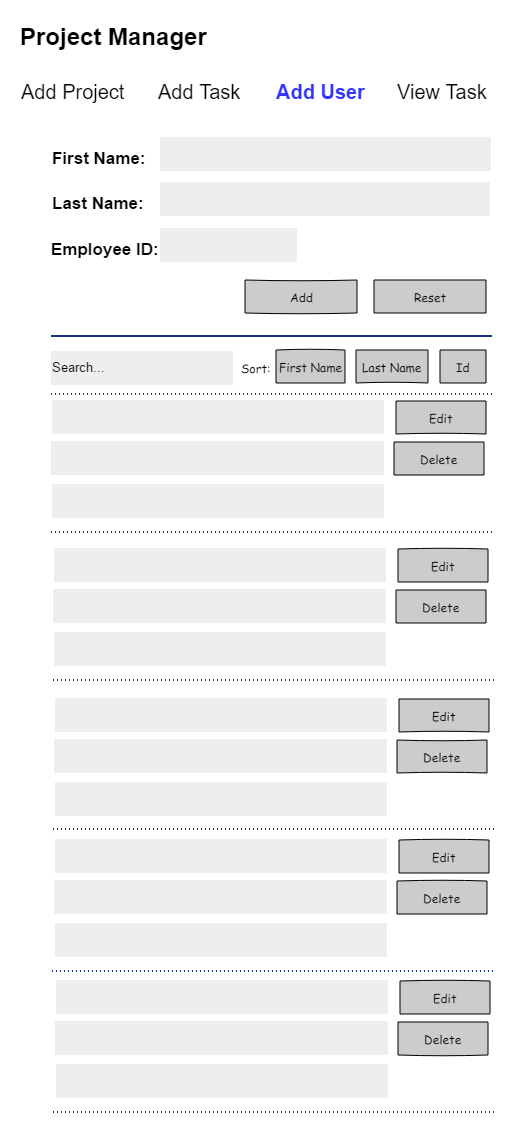 Project Manager
Add Project Add Task Add User View Task
First Name:
Last Name:
Employee ID:
Add Reset
Search... Sort: First Name Last Name Id
Edit
Delete
Edit
Delete
Edit
Delete
Edit
Delete
Edit
Delete